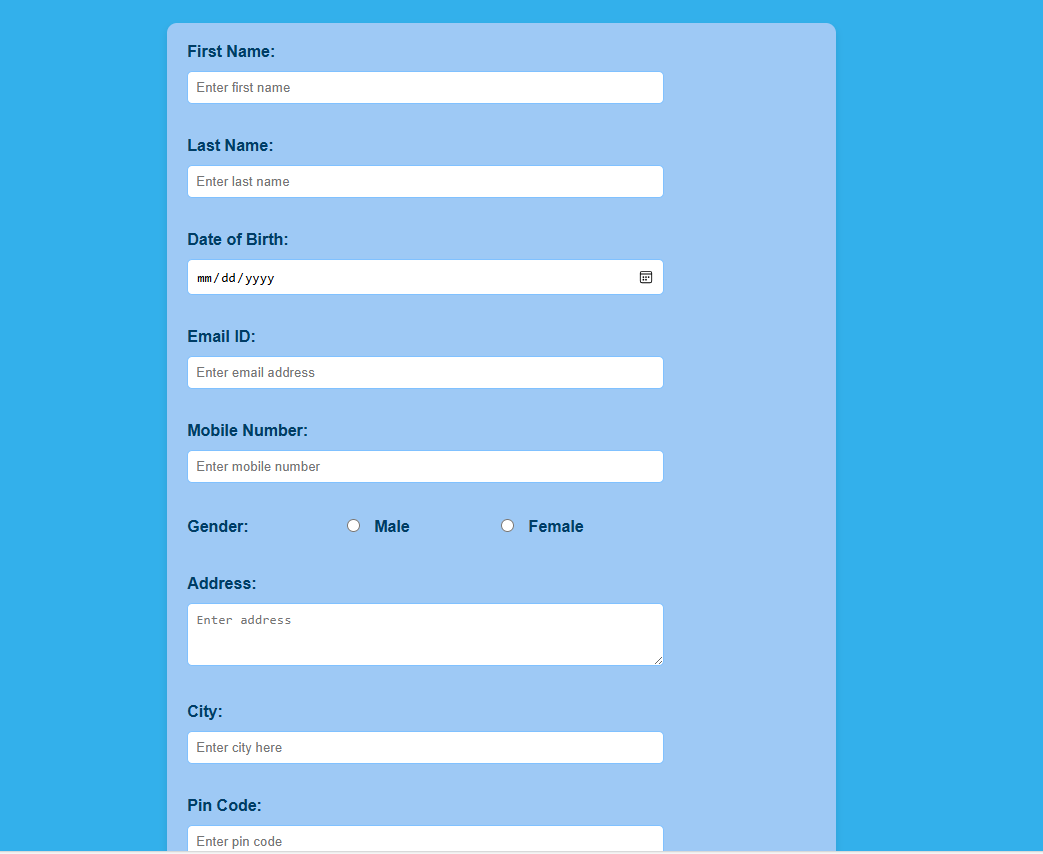 First Name:
Enter first name
Last Name:
Enter last name
Date of Birth:
mm/dd/yyyy
Email ID:
Enter email address
Mobile Number:
Enter mobile number
Gender: Male Female
Address:
Enter address
City:
Enter city here
Pin Code:
Enter pin code